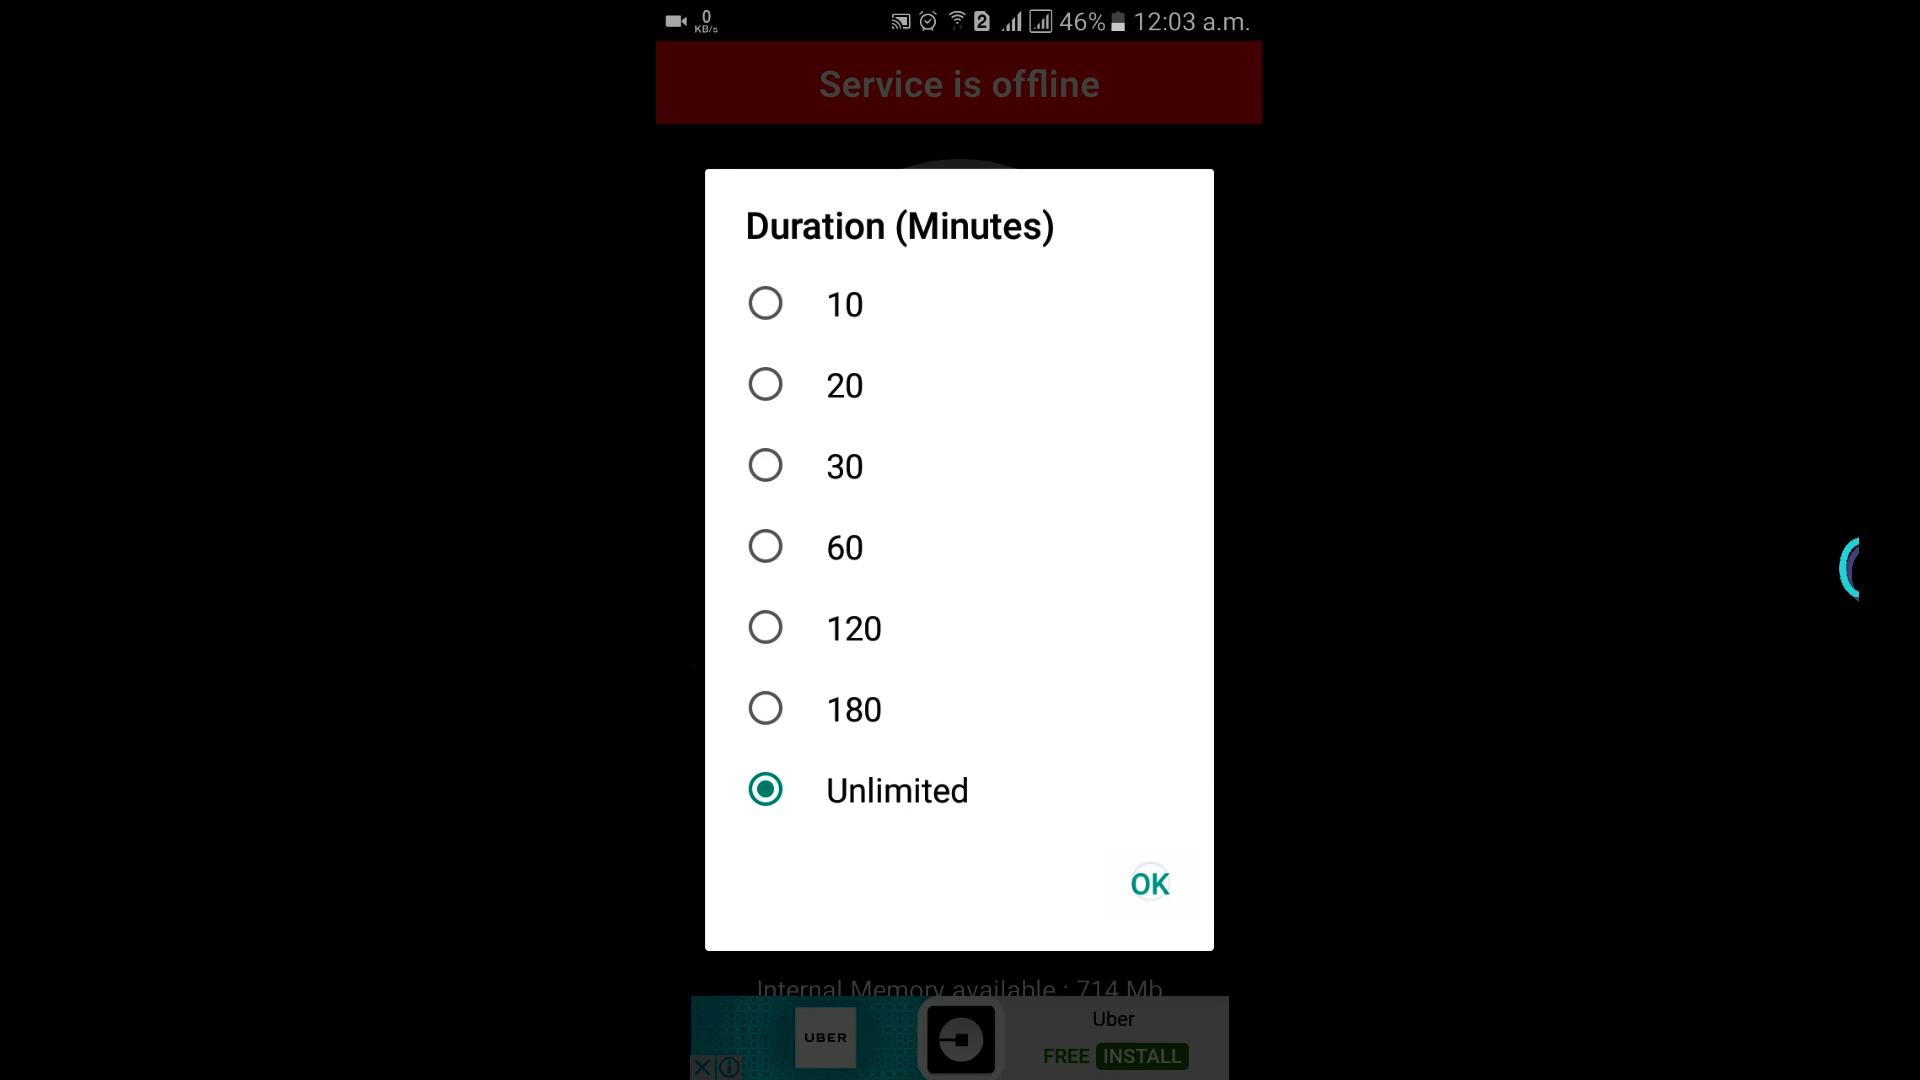 0
KB/s
2
46%
12:03 a.m.
Service is offline
Duration (Minutes)
10
20
30
60
120
180
Unlimited
OK
Internal Memory available : 714 Mb
UBER
Uber
FREE INSTALL